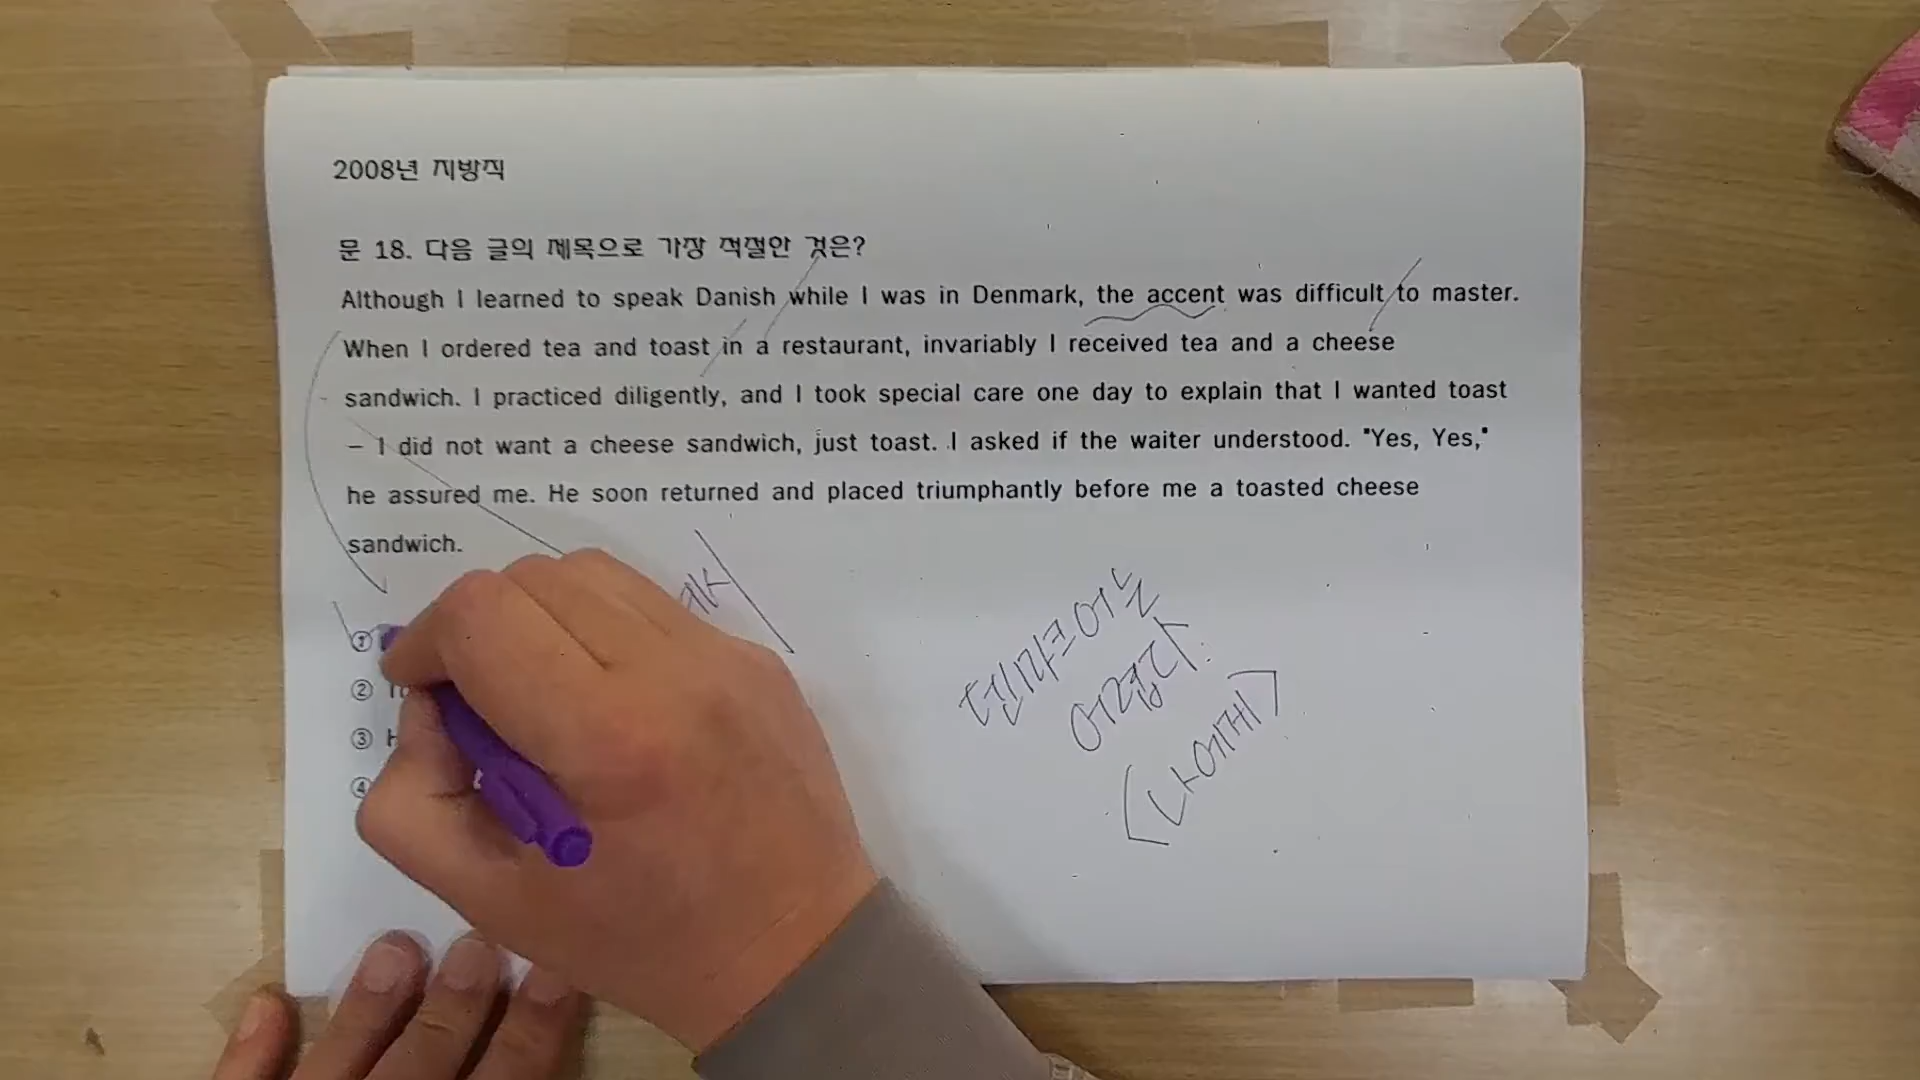 2008년 지방직
문 18. 다음 글의 제목으로 가장 적절한 것은?
Although I learned to speak Danish while I was in Denmark, the accent was difficult to master.
When I ordered tea and toast in a restaurant, invariably I received tea and a cheese
sandwich. I practiced diligently, and I took special care one day to explain that I wanted toast
– I did not want a cheese sandwich, just toast. I asked if the waiter understood. "Yes, Yes,"
he assured me. He soon returned and placed triumphantly before me a toasted cheese
sandwich.
①
②
③ H
④
덴마크어는
어렵다.
(나에게)